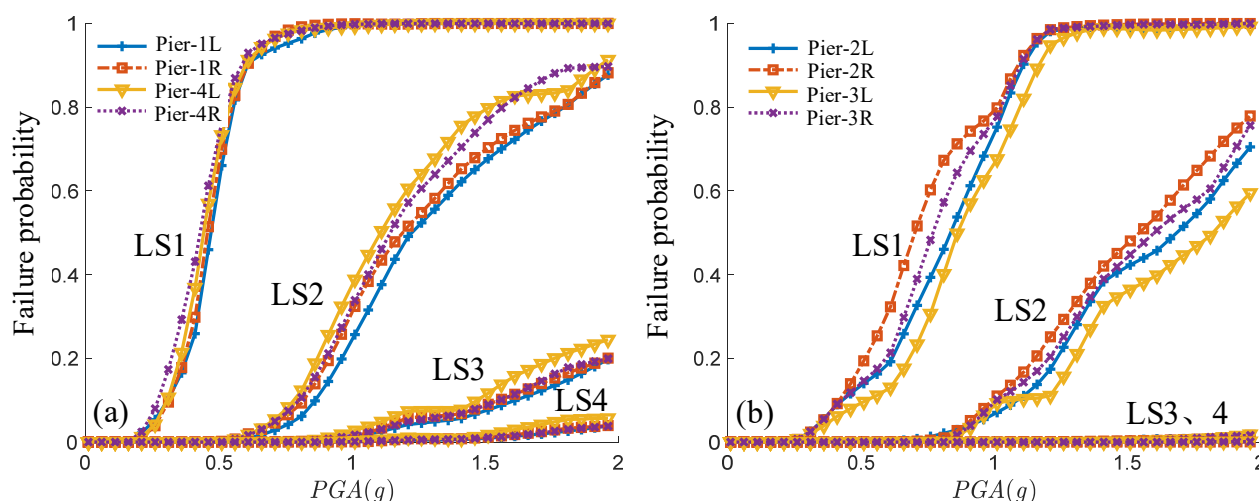 1
0.8
0.6
0.4
0.2
0
Failure probability
Pier-1L
Pier-1R
Pier-4L
Pier-4R
LS1
LS2
LS3
LS4
(a)
0 0.5 1 1.5 2
PGA(g)
1
0.8
0.6
0.4
0.2
0
Failure probability
Pier-2L
Pier-2R
Pier-3L
Pier-3R
LS1
LS2
LS3、4
(b)
0 0.5 1 1.5 2
PGA(g)